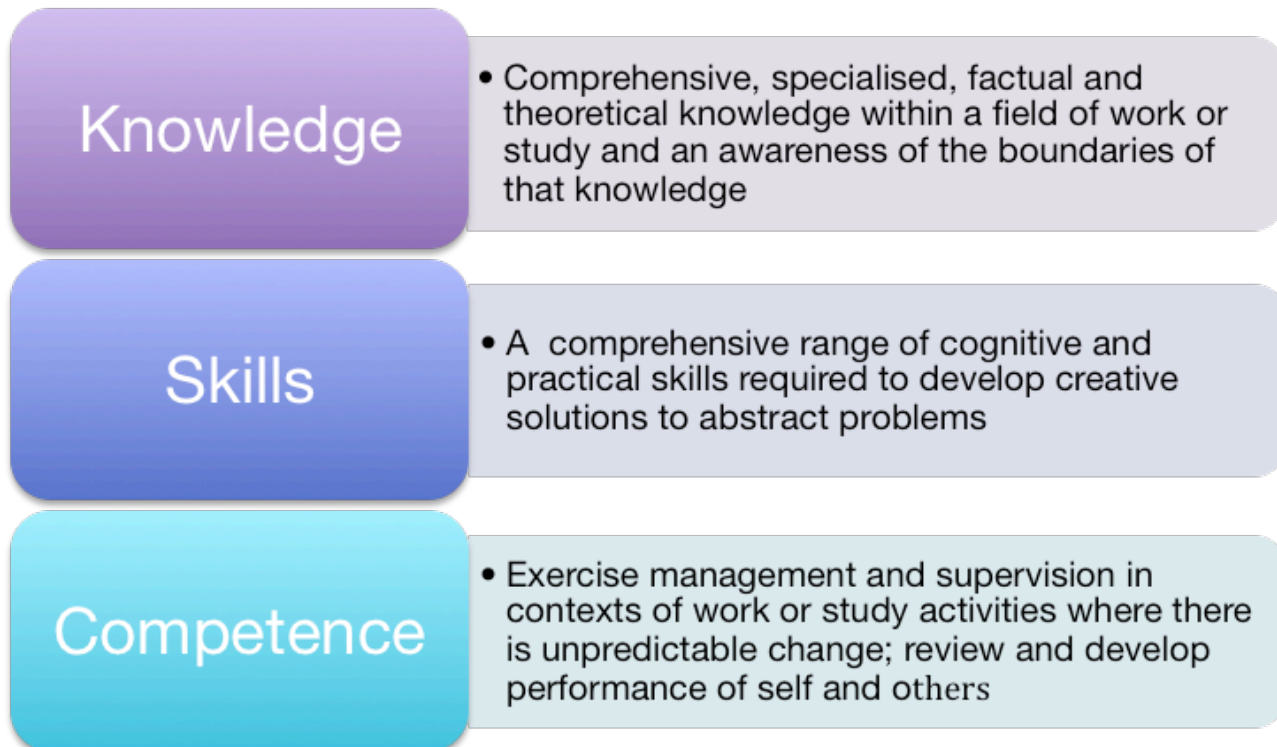 Knowledge
• Comprehensive, specialised, factual and
theoretical knowledge within a field of work or
study and an awareness of the boundaries of
that knowledge
Skills
• A  comprehensive range of cognitive and
practical skills required to develop creative
solutions to abstract problems
Competence
• Exercise management and supervision in
contexts of work or study activities where there
is unpredictable change; review and develop
performance of self and others